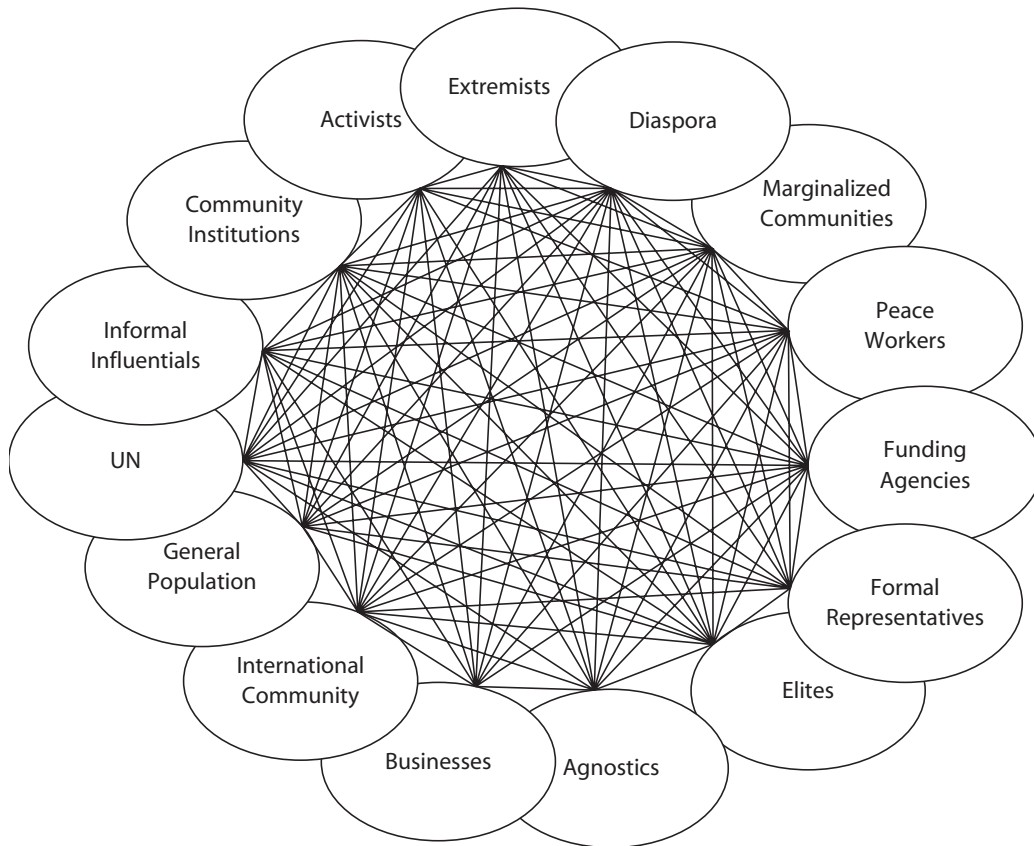 Extremists
Activists
Diaspora
Marginalized
Communities
Community
Institutions
Peace
Workers
Informal
Influentials
Funding
Agencies
UN
General
Population
Formal
Representatives
International
Community
Elites
Businesses
Agnostics